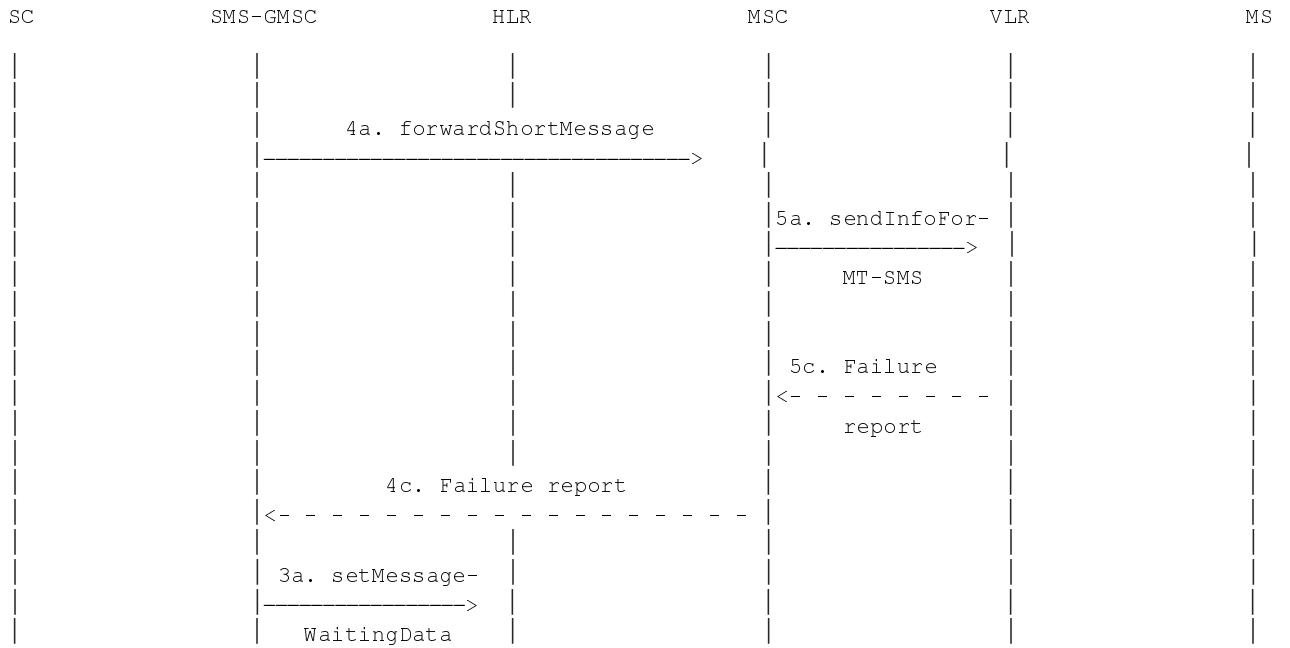 SC SMS-GMSC HLR MSC VLR MS
4a. forwardShortMessage
5a. sendInfoFor-
MT-SMS
5c. Failure
report
4c. Failure report
3a. setMessage-
WaitingData